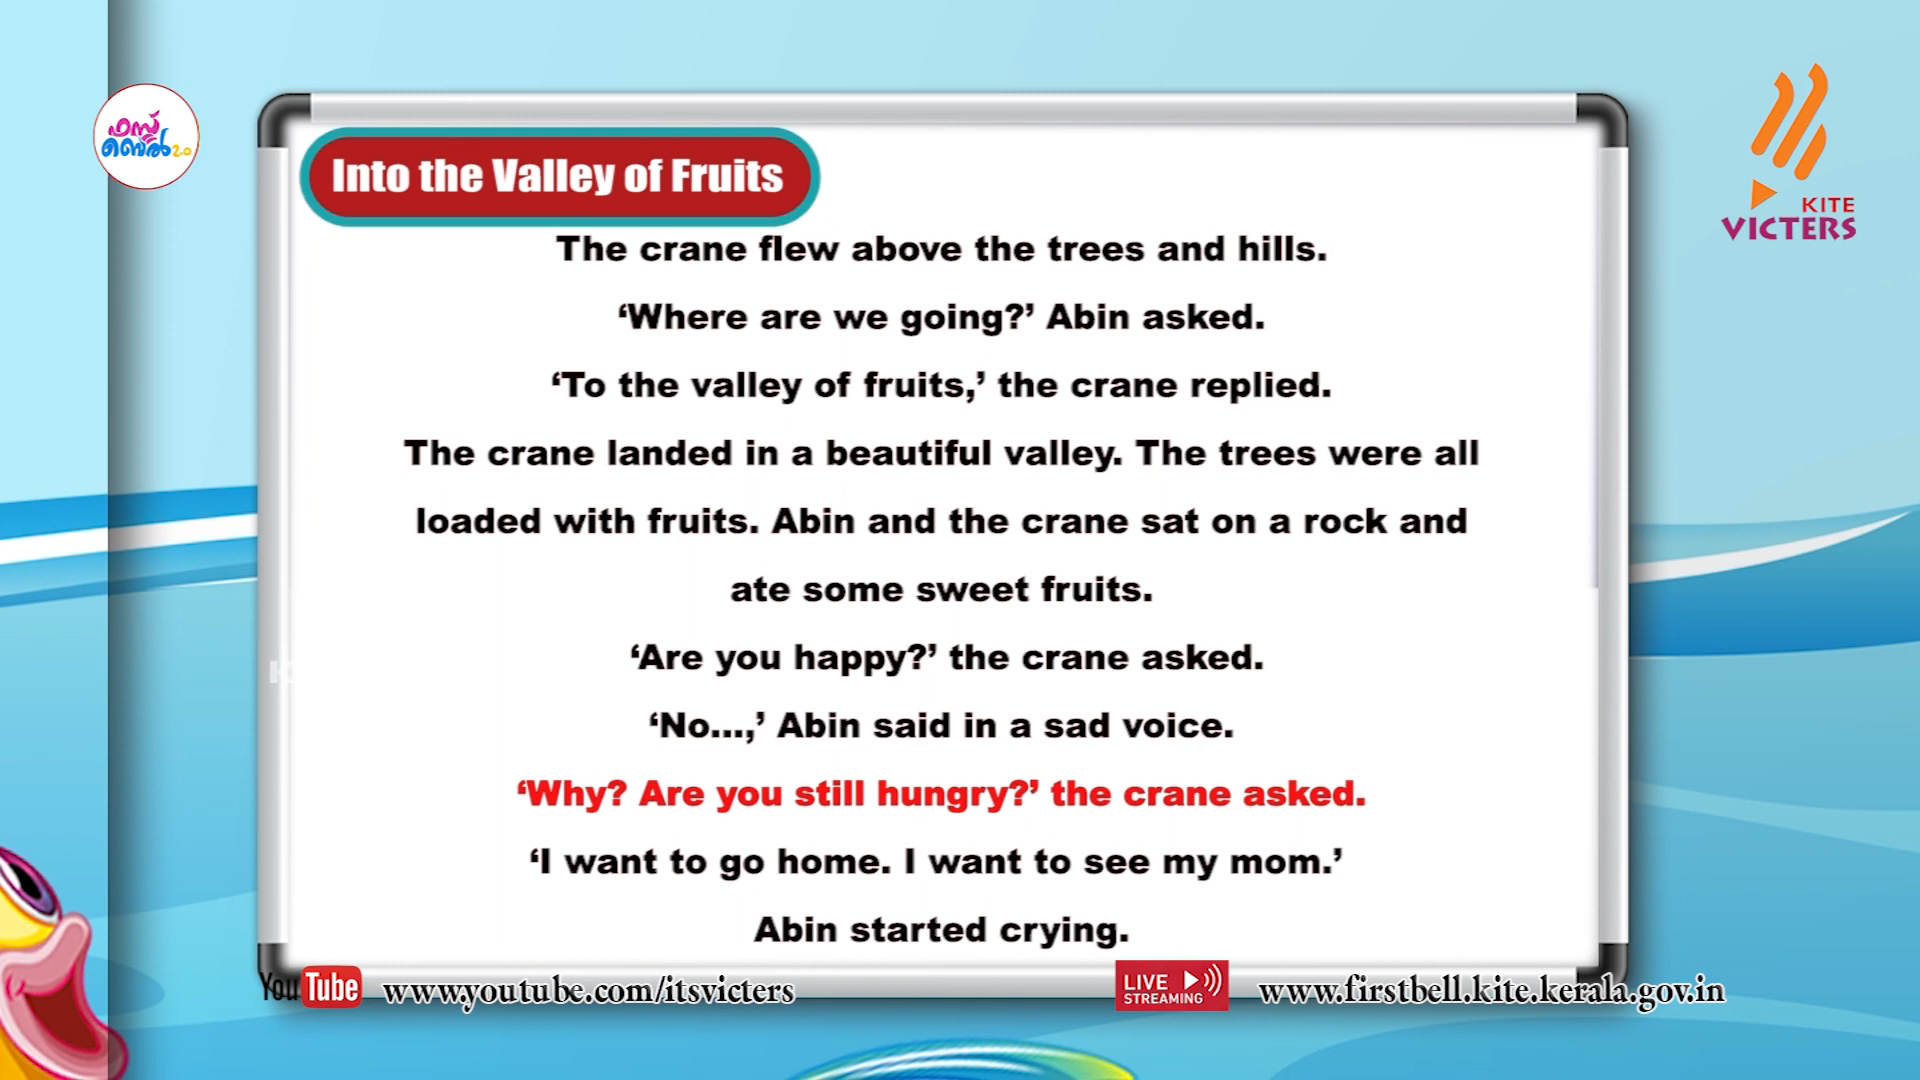 ഫസ്റ്റ്
ബെൽ 2.0
KITE
VICTERS
Into the Valley of Fruits
The crane flew above the trees and hills.
‘Where are we going?’ Abin asked.
‘To the valley of fruits,’ the crane replied.
The crane landed in a beautiful valley. The trees were all
loaded with fruits. Abin and the crane sat on a rock and
ate some sweet fruits.
‘Are you happy?’ the crane asked.
‘No...,’ Abin said in a sad voice.
‘Why? Are you still hungry?’ the crane asked.
‘I want to go home. I want to see my mom.’
Abin started crying.
YouTube www.youtube.com/itsvicters
LIVE
STREAMING
www.firstbell.kite.kerala.gov.in